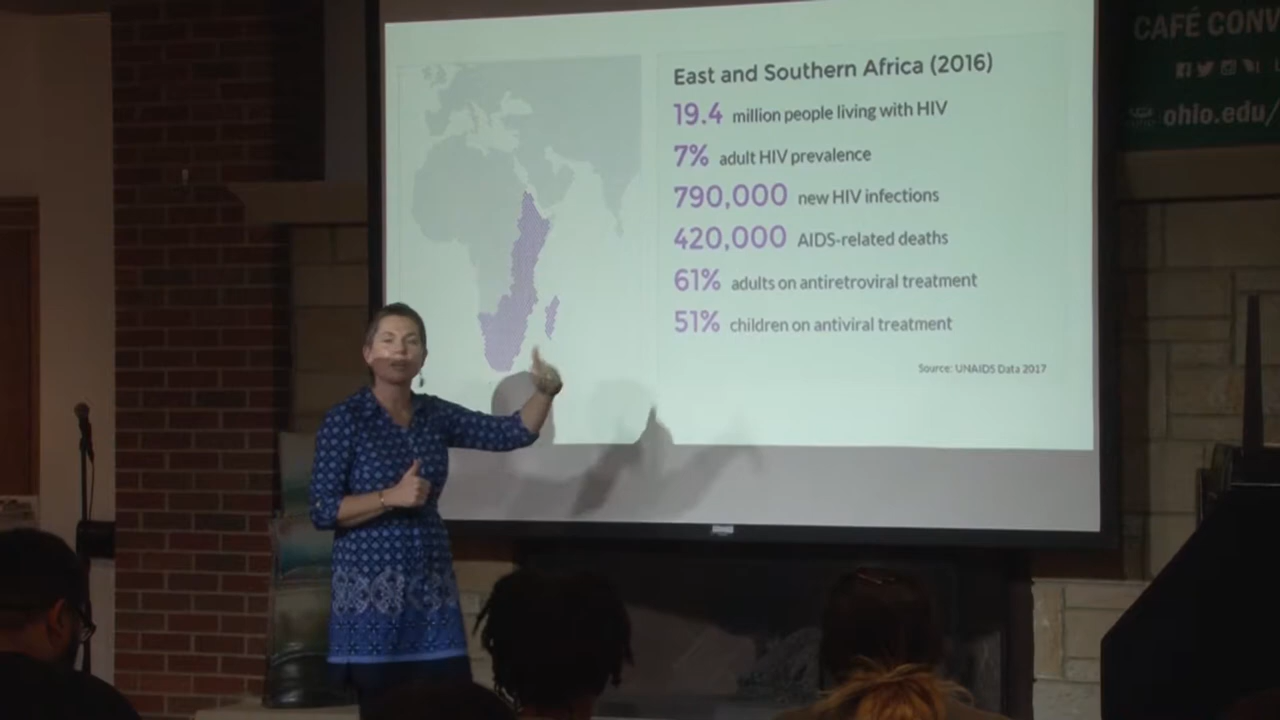 East and Southern Africa (2016)
19.4 million people living with HIV
7% adult HIV prevalence
790,000 new HIV infections
420,000 AIDS-related deaths
61% adults on antiretroviral treatment
51% children on antiviral treatment
Source: UNAIDS Data 2017
CAFÉ CONV
ohio.edu/